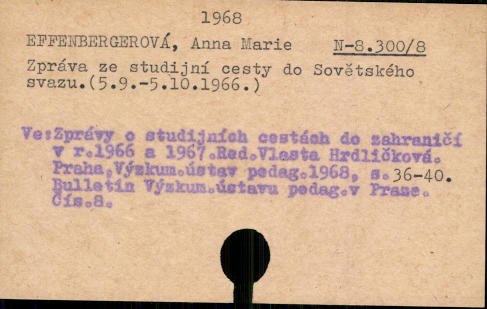 1968
EFFENBERGEROVÁ, Anna Marie N-8.300/8
Zpráva ze studijní cesty do Sovětského
svazu.(5.9.-5.10.1966.)
Ve:Zprávy o studijních cestách do zahraničí
v r.1966 a 1967.Red.Vlasta Hrdličková.
Praha,Výzkum.ústav pedag.1968, s.36-40.
Bulletin Výzkum.ústavu pedag.v Praze.
Čís.8.